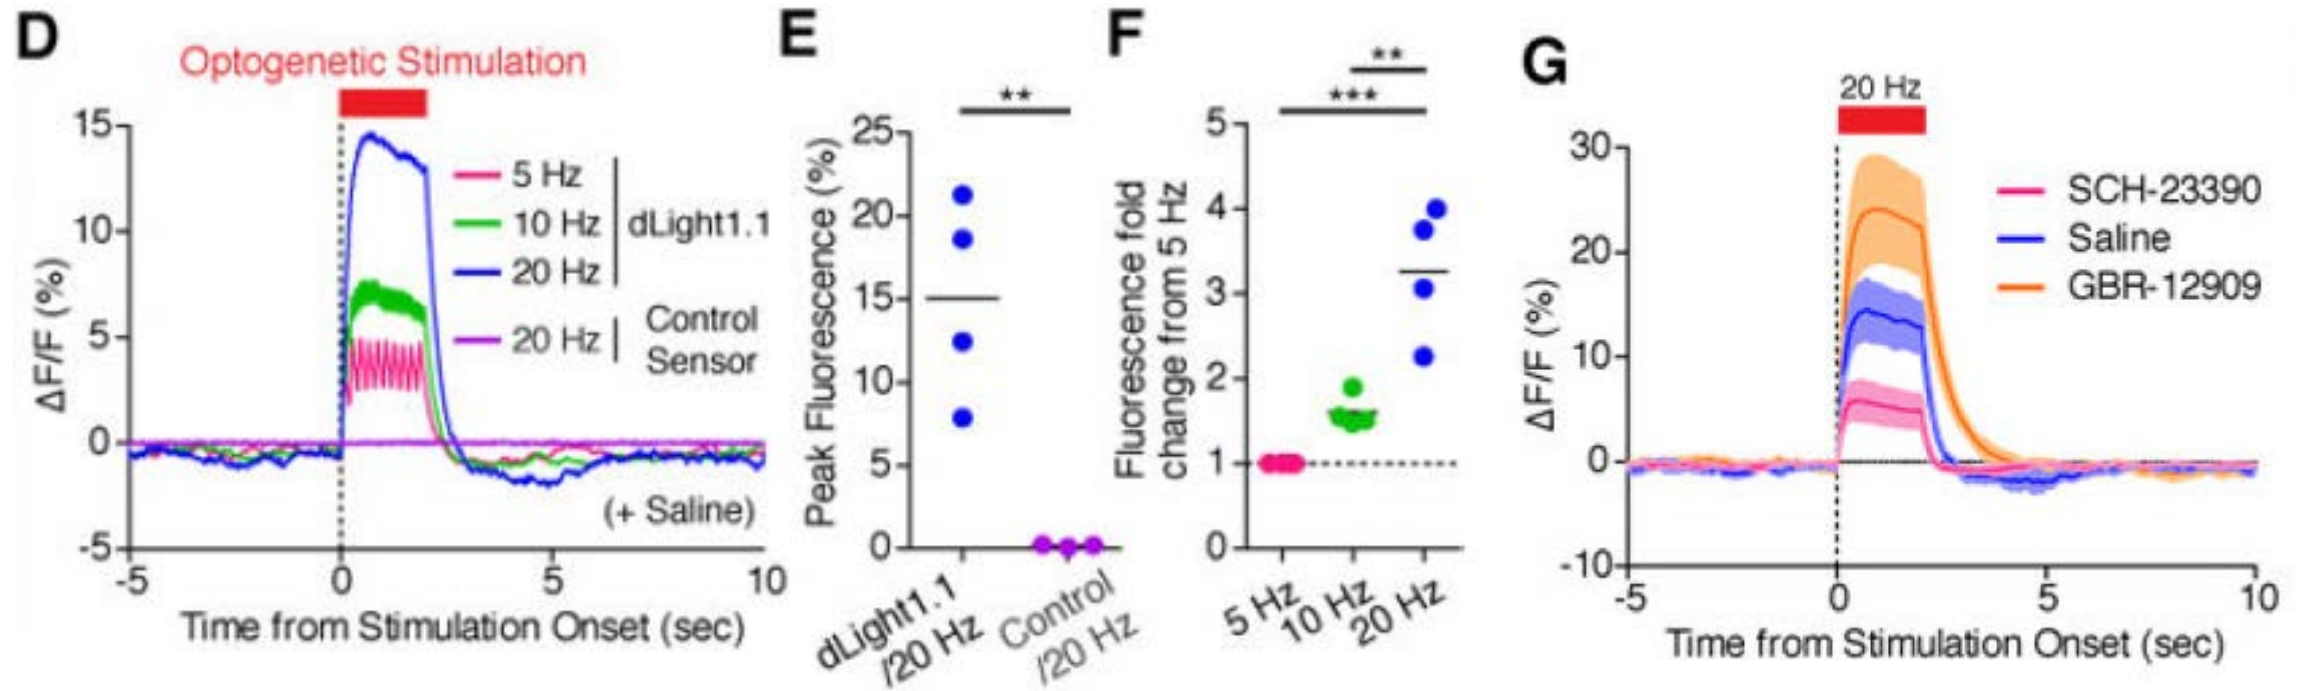 D
Optogenetic Stimulation
15
10
5
0
-5
ΔF/F (%)
5 Hz
10 Hz
20 Hz
dLight1.1
20 Hz
Control
Sensor
(+ Saline)
-5
0
5
10
Time from Stimulation Onset (sec)
E
**
25
20
15
10
5
0
Peak Fluorescence (%)
dLight1.1
/20 Hz
Control
/20 Hz
F
**
***
5
4
3
2
1
0
Fluorescence fold
change from 5 Hz
5 Hz
10 Hz
20 Hz
G
20 Hz
30
20
10
0
-10
ΔF/F (%)
SCH-23390
Saline
GBR-12909
-5
0
5
10
Time from Stimulation Onset (sec)